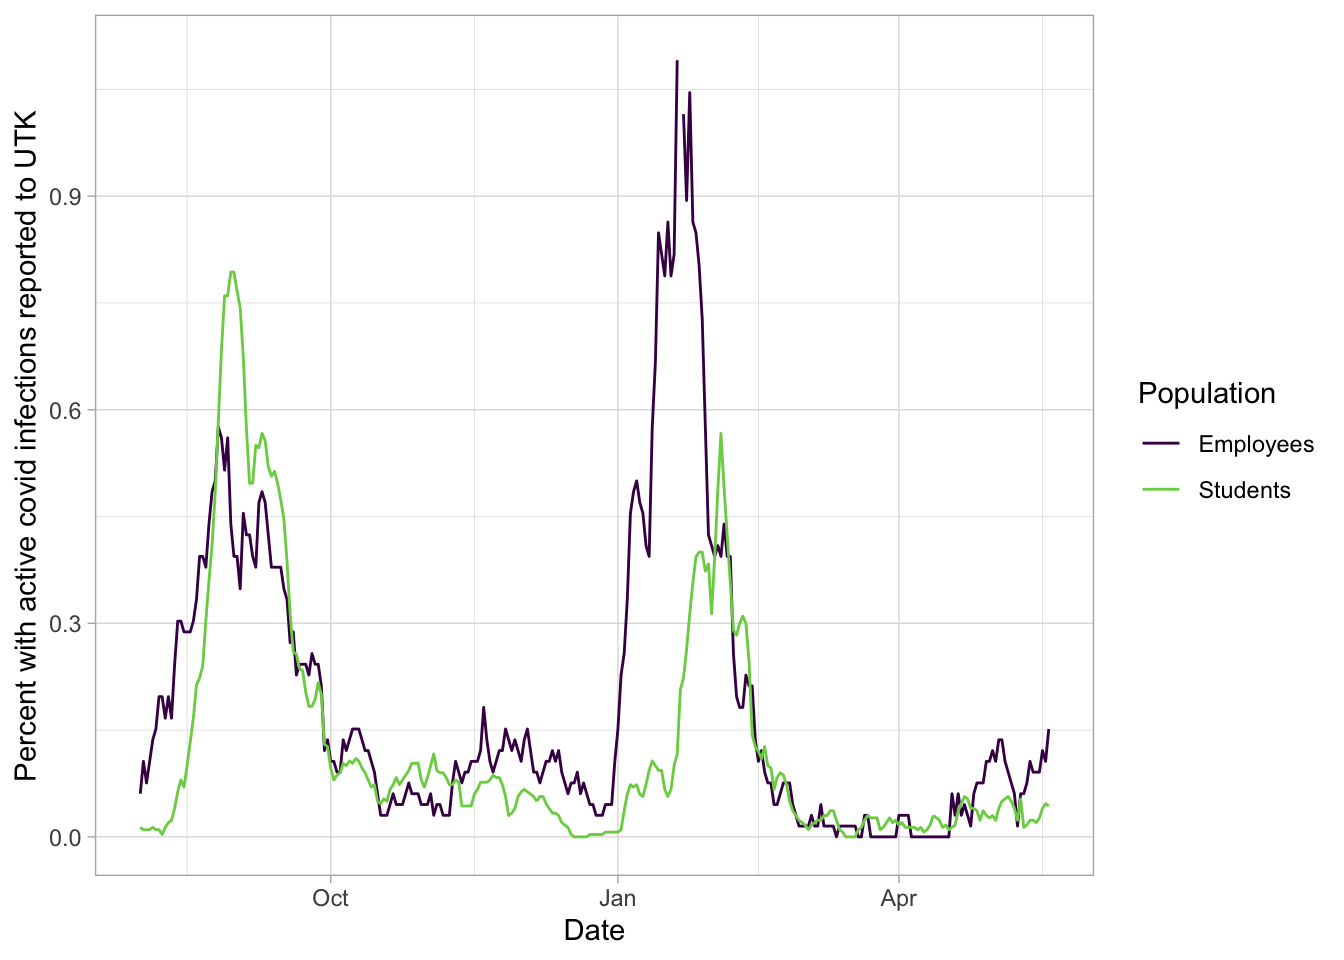 Percent with active covid infections reported to UTK
0.9
0.6
0.3
0.0
Oct
Jan
Apr
Date
Population
Employees
Students